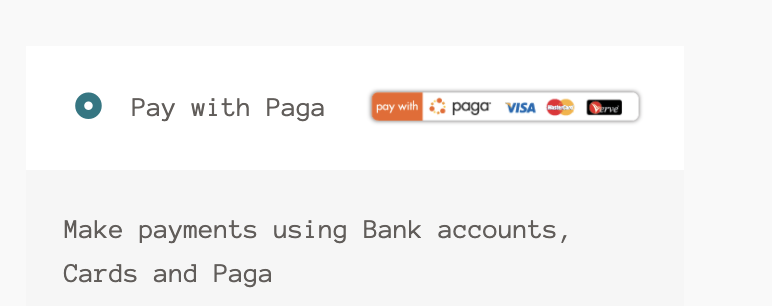 Pay with Paga
pay with paga VISA MasterCard Verve
Make payments using Bank accounts,
Cards and Paga